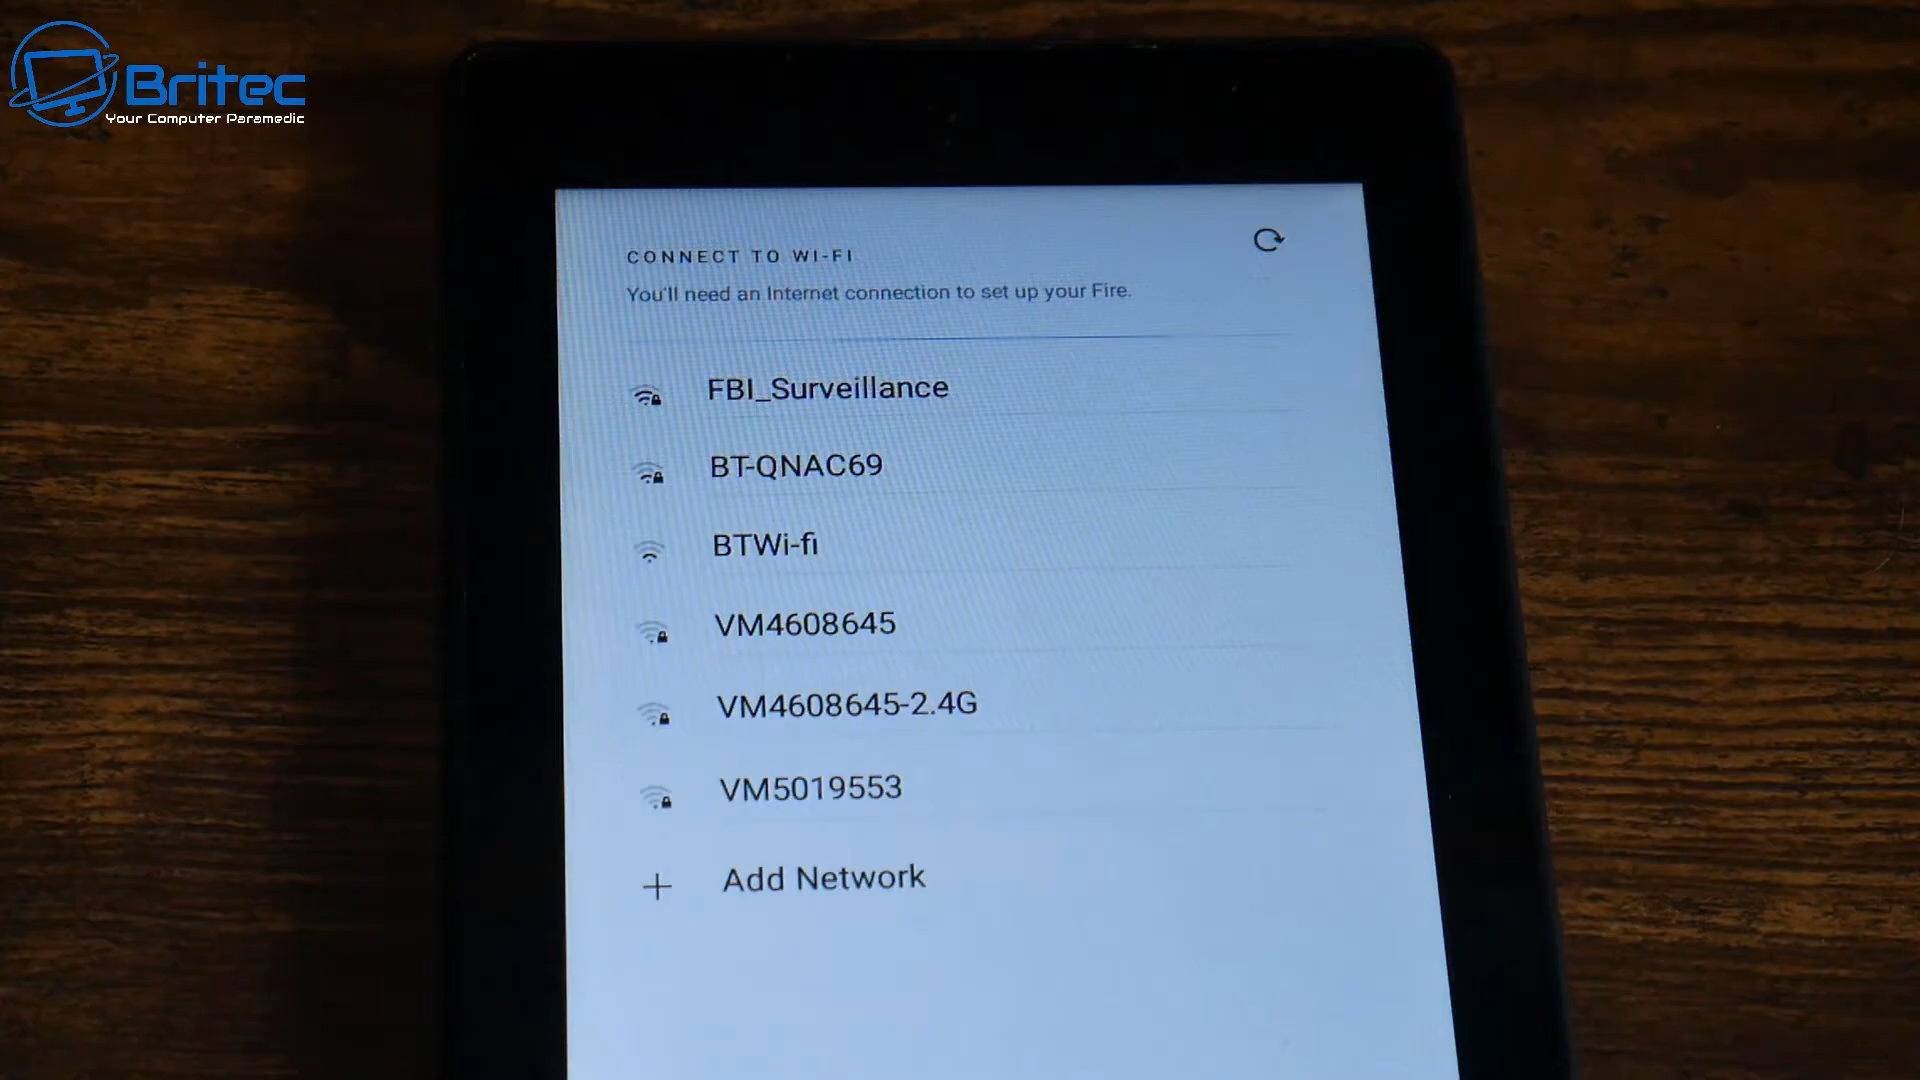 Britec
Your Computer Paramedic
CONNECT TO WI-FI
You'll need an Internet connection to set up your Fire.
FBI_Surveillance
BT-QNAC69
BTWi-fi
VM4608645
VM4608645-2.4G
VM5019553
Add Network